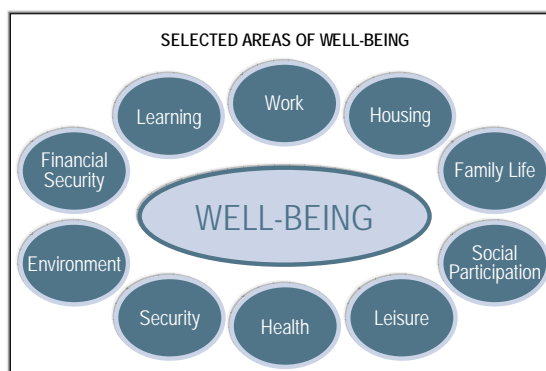 SELECTED AREAS OF WELL-BEING
Work
Learning
Housing
Financial
Security
Family Life
WELL-BEING
Environment
Social
Participation
Security
Health
Leisure